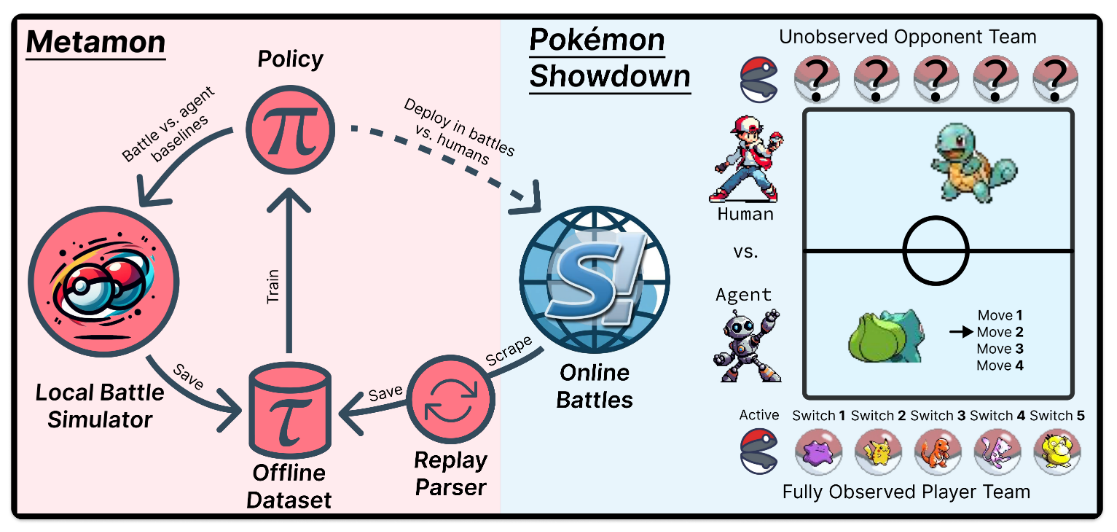 Metamon
Policy
π
Battle vs. agent
baselines
Deploy in battles
vs. humans
Train
Local Battle
Simulator
Save
τ
Offline
Dataset
Save
Replay
Parser
Scrape
Pokémon
Showdown
S!
Online
Battles
Unobserved Opponent Team
? ? ? ? ?
Human
vs.
Agent
Move 1
Move 2
Move 3
Move 4
Active Switch 1 Switch 2 Switch 3 Switch 4 Switch 5
Fully Observed Player Team